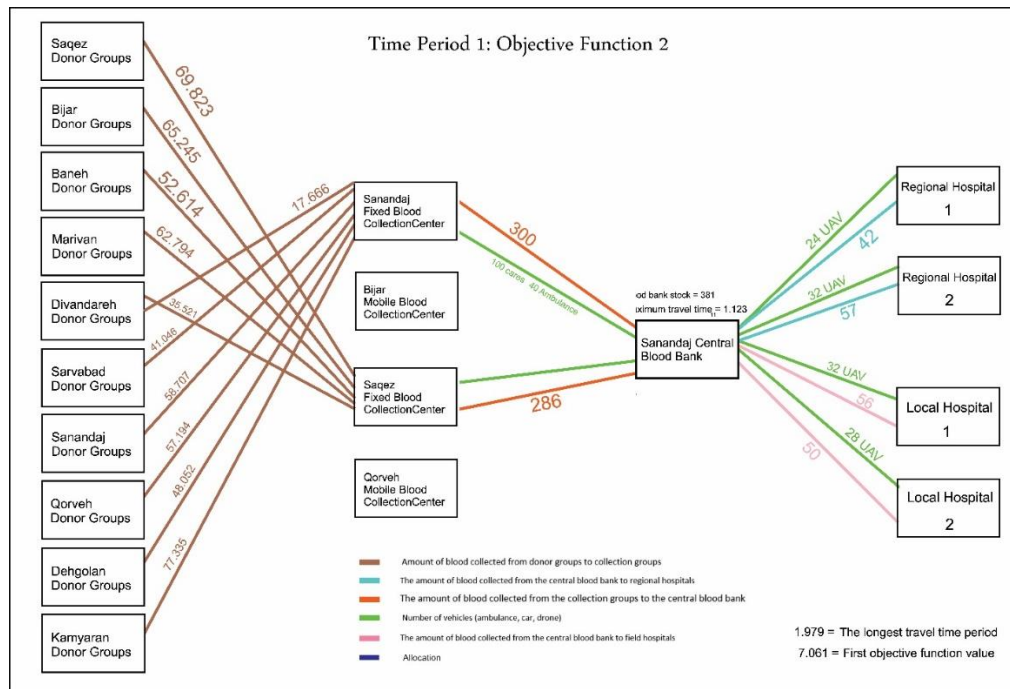 Time Period 1: Objective Function 2
Saqez
Donor Groups
Bijar
Donor Groups
Baneh
Donor Groups
Marivan
Donor Groups
Divandareh
Donor Groups
Sarvabad
Donor Groups
Sanandaj
Donor Groups
Qorveh
Donor Groups
Dehgolan
Donor Groups
Kamyaran
Donor Groups
69.823
65.245
52.614
62.794
17.666
35.521
41.046
58.707
57.194
48.052
77.335
Sanandaj
Fixed Blood
CollectionCenter
Bijar
Mobile Blood
CollectionCenter
Saqez
Fixed Blood
CollectionCenter
Qorveh
Mobile Blood
CollectionCenter
300
100 cares 40 Ambulance
286
od bank stock = 381
ximum travel time = 1.123
Sanandaj Central
Blood Bank
24 UAV
42
32 UAV
57
32 UAV
56
28 UAV
50
Regional Hospital
1
Regional Hospital
2
Local Hospital
1
Local Hospital
2
Amount of blood collected from donor groups to collection groups
The amount of blood collected from the central blood bank to regional hospitals
The amount of blood collected from the collection groups to the central blood bank
Number of vehicles (ambulance, car, drone)
The amount of blood collected from the central blood bank to field hospitals
Allocation
1.979 = The longest travel time period
7.061 = First objective function value